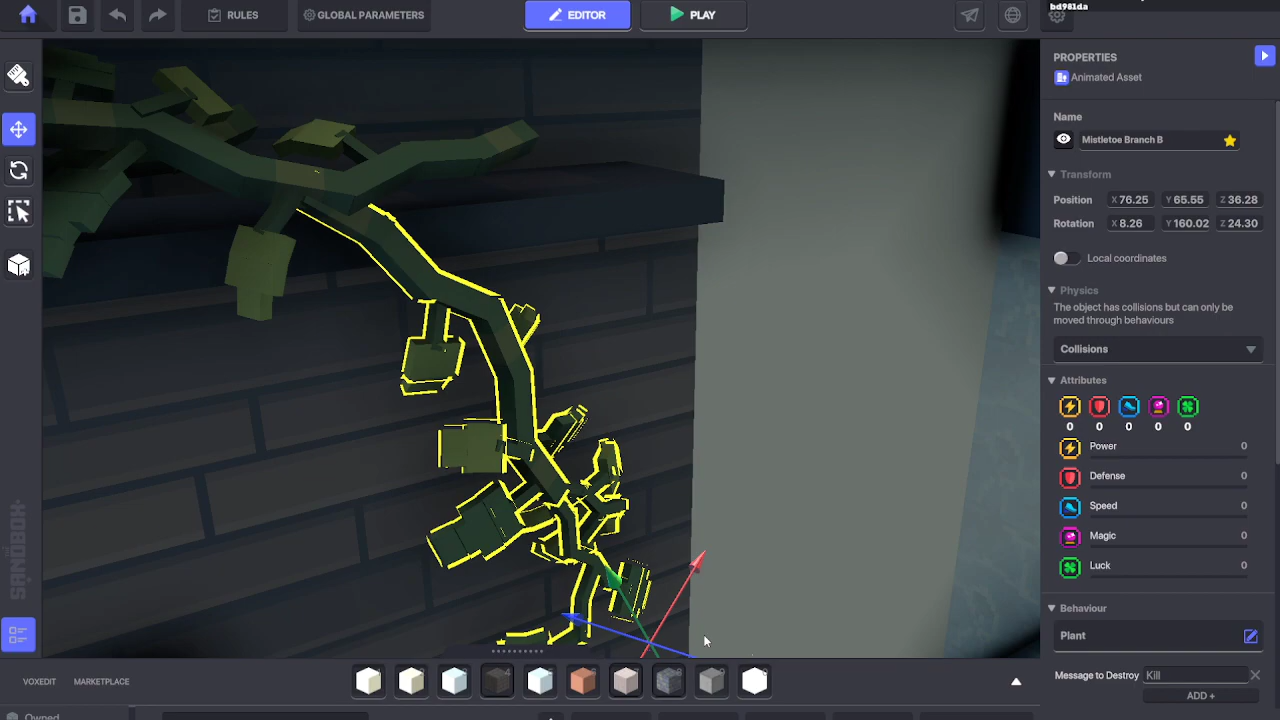 RULES
GLOBAL PARAMETERS
EDITOR
PLAY
bd981da
PROPERTIES
Animated Asset
Name
Mistletoe Branch B
Transform
Position X 76.25 Y 65.55 Z 36.28
Rotation X 8.26 Y 160.02 Z 24.30
Local coordinates
Physics
The object has collisions but can only be
moved through behaviours
Collisions
Attributes
0 0 0 0 0
Power 0
Defense 0
Speed 0
Magic 0
Luck 0
Behaviour
Plant
Message to Destroy Kill
ADD +
THE SANDBOX
VOXEDIT
MARKETPLACE
Owned